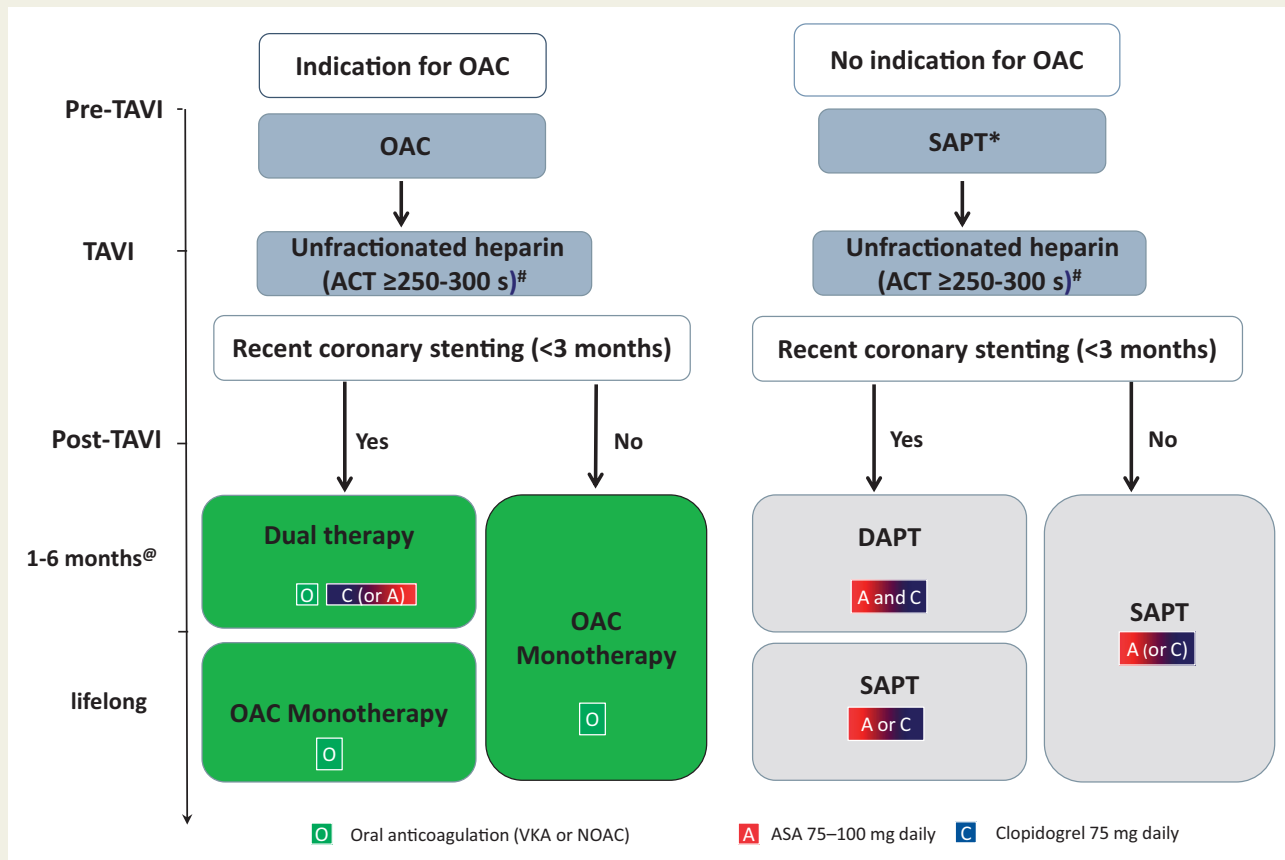 Indication for OAC
No indication for OAC
Pre-TAVI
OAC
SAPT*
TAVI
Unfractionated heparin
(ACT ≥250-300 s)#
Unfractionated heparin
(ACT ≥250-300 s)#
Recent coronary stenting (<3 months)
Recent coronary stenting (<3 months)
Post-TAVI
Yes
No
Yes
No
1-6 months@
Dual therapy
O C (or A)
OAC
Monotherapy
O
DAPT
A and C
SAPT
A (or C)
lifelong
OAC Monotherapy
O
SAPT
A or C
O Oral anticoagulation (VKA or NOAC)
A ASA 75–100 mg daily
C Clopidogrel 75 mg daily